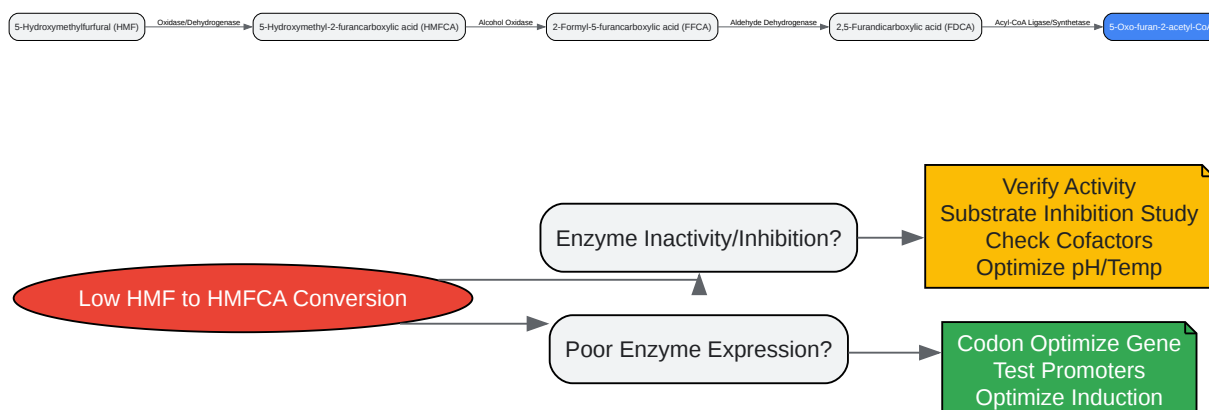 5-Hydroxymethylfurfural (HMF)
Oxidase/Dehydrogenase
5-Hydroxymethyl-2-furancarboxylic acid (HMFCA)
Alcohol Oxidase
2-Formyl-5-furancarboxylic acid (FFCA)
Aldehyde Dehydrogenase
2,5-Furandicarboxylic acid (FDCA)
Acyl-CoA Ligase/Synthetase
5-Oxo-furan-2-acetyl-CoA
Low HMF to HMFCA Conversion
Enzyme Inactivity/Inhibition?
Verify Activity
Substrate Inhibition Study
Check Cofactors
Optimize pH/Temp
Poor Enzyme Expression?
Codon Optimize Gene
Test Promoters
Optimize Induction